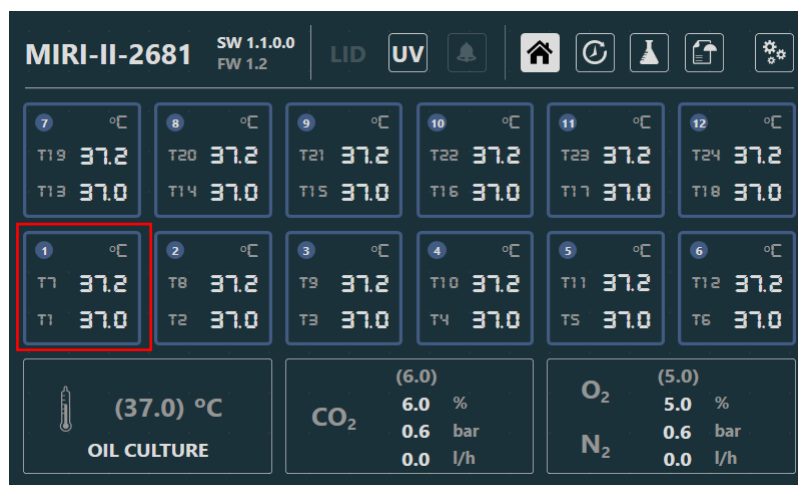 MIRI-II-2681 SW 1.1.0.0 LID UV
FW 1.2
7 °C 8 °C 9 °C 10 °C 11 °C 12 °C
T19 37.2 T20 37.2 T21 37.2 T22 37.2 T23 37.2 T24 37.2
T13 37.0 T14 37.0 T15 37.0 T16 37.0 T17 37.0 T18 37.0
1 °C 2 °C 3 °C 4 °C 5 °C 6 °C
T7 37.2 T8 37.2 T9 37.2 T10 37.2 T11 37.2 T12 37.2
T1 37.0 T2 37.0 T3 37.0 T4 37.0 T5 37.0 T6 37.0
(37.0) °C
OIL CULTURE
CO₂
(6.0)
6.0 %
0.6 bar
0.0 l/h
O₂
N₂
(5.0)
5.0 %
0.6 bar
0.0 l/h